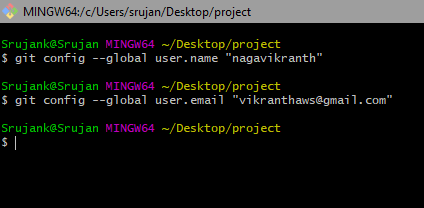 MINGW64:/c/Users/srujan/Desktop/project
Srujank@Srujan MINGW64 ~/Desktop/project
$ git config --global user.name "nagavikranth"
Srujank@Srujan MINGW64 ~/Desktop/project
$ git config --global user.email "vikranthaws@gmail.com"
Srujank@Srujan MINGW64 ~/Desktop/project
$